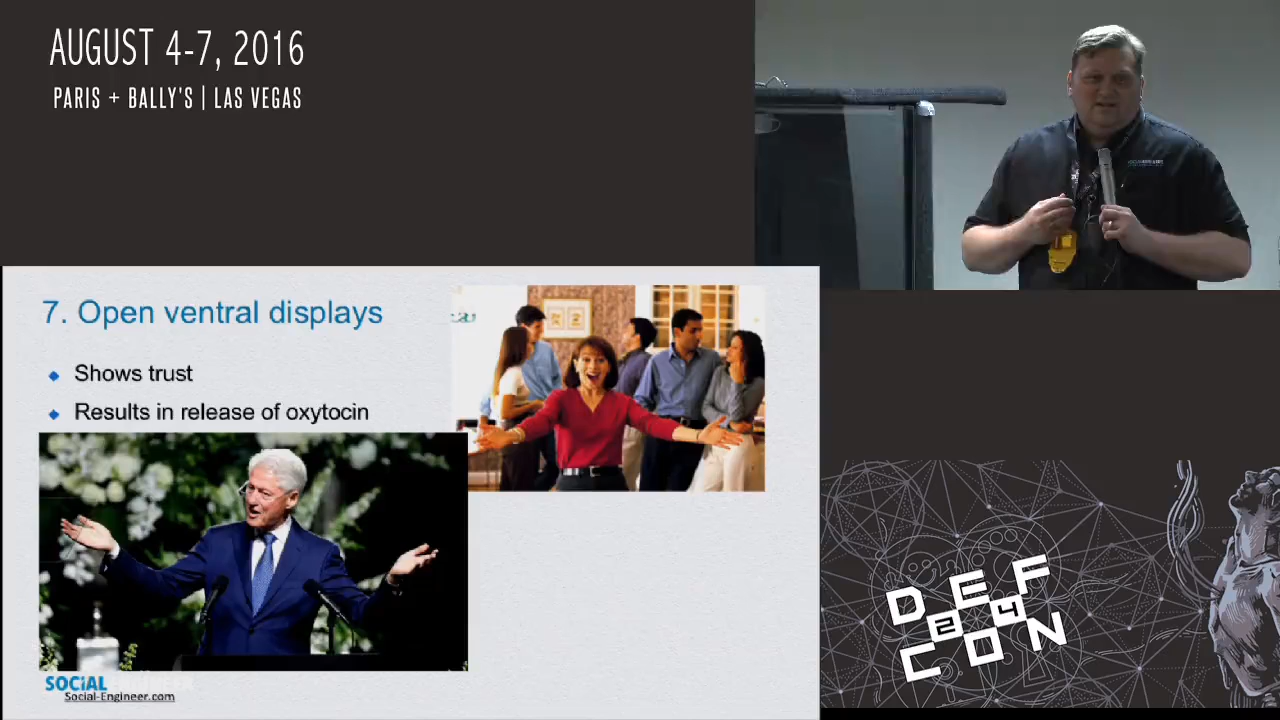 AUGUST 4-7, 2016
PARIS + BALLY'S | LAS VEGAS
7. Open ventral displays
Shows trust
Results in release of oxytocin
SOCIAL-ENGINEER
Social-Engineer.com
DEF
24
CON